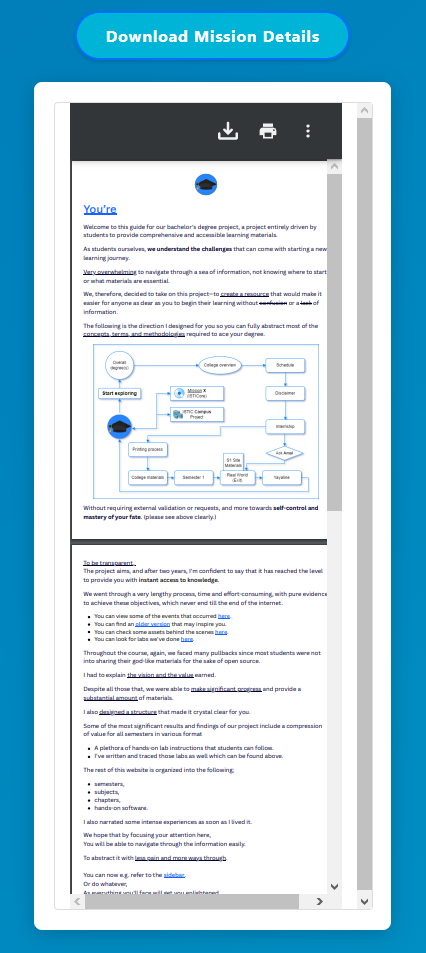 Download Mission Details
You're
Welcome to this guide for our bachelor's degree project, a project entirely driven by
students to provide comprehensive and accessible learning materials.
As students ourselves, we understand the challenges that can come with starting a new
learning journey.
Very overwhelming to navigate through a sea of information, not knowing where to start
or what materials are essential.
We, therefore, decided to take on this project—to create a resource that would make it
easier for anyone as dear as you to begin their learning without confusion or a lack of
information.
The following is the direction I designed for you so you can fully abstract most of the
concepts, terms, and methodologies required to ace your degree.
Overall
degree(s)
College overview
Schedule
Start exploring
Mission X
(ISTICare)
Disclaimer
ISTIC Campus
Project
Internship
Printing process
S1 Site
Materials
Ask Amal
College materials
Semester 1
Real World
(EU!)
Yayaline
Without requiring external validation or requests, and more towards self-control and
mastery of your fate. (please see above clearly.)
To be transparent,
The project aims, and after two years, I'm confident to say that it has reached the level
to provide you with instant access to knowledge.
We went through a very lengthy process, time and effort-consuming, with pure evidence
to achieve these objectives, which never end till the end of the internet.
You can view some of the events that occurred here.
You can find an older version that may inspire you.
You can check some assets behind the scenes here.
You can look for labs we've done here.
Throughout the course, again, we faced many pullbacks since most students were not
into sharing their god-like materials for the sake of open source.
I had to explain the vision and the value earned.
Despite all those that, we were able to make significant progress and provide a
substantial amount of materials.
I also designed a structure that made it crystal clear for you.
Some of the most significant results and findings of our project include a compression
of value for all semesters in various format
A plethora of hands-on lab instructions that students can follow.
I've written and traced those labs as well which can be found above.
The rest of this website is organized into the following;
semesters,
subjects,
chapters,
hands-on software.
I also narrated some intense experiences as soon as I lived it.
We hope that by focusing your attention here,
You will be able to navigate through the information easily.
To abstract it with less pain and more ways through.
You can now e.g. refer to the sidebar.
Or do whatever,
As everything you'll face will get you enlightened